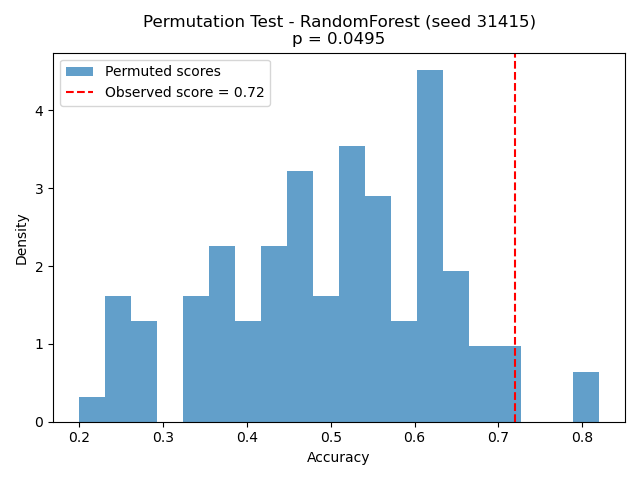 Permutation Test - RandomForest (seed 31415)
p = 0.0495
Permuted scores
Observed score = 0.72
Density
4
3
2
1
0
0.2 0.3 0.4 0.5 0.6 0.7 0.8
Accuracy